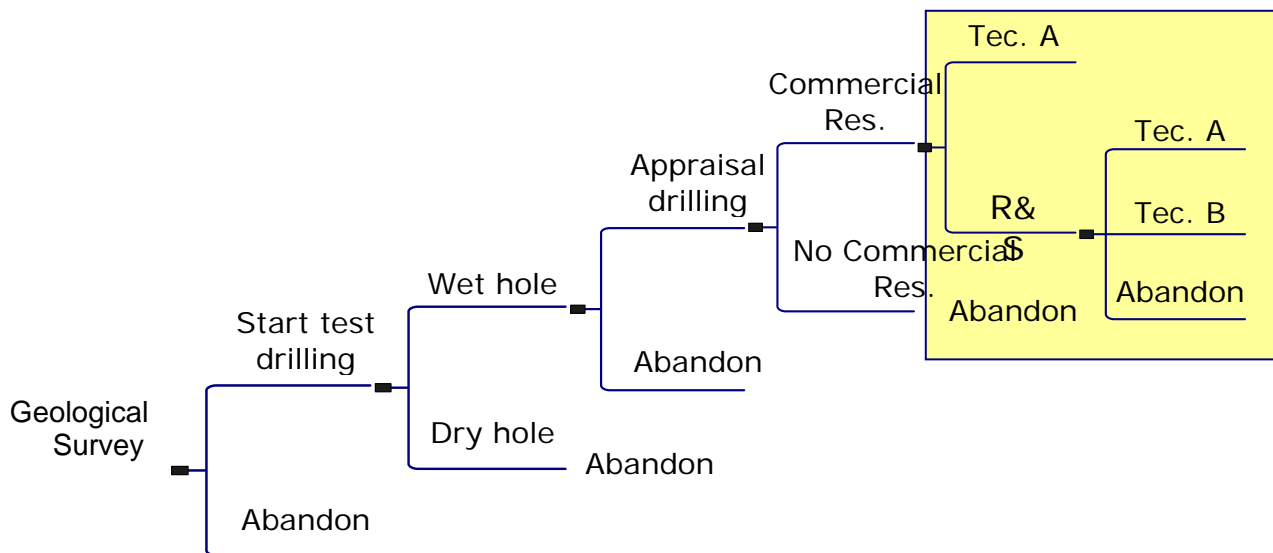 Tec. A
Commercial
Res.
Tec. A
Appraisal
drilling
R&
S
Tec. B
No Commercial
Res.
Wet hole
Abandon
Abandon
Start test
drilling
Abandon
Geological
Survey
Dry hole
Abandon
Abandon